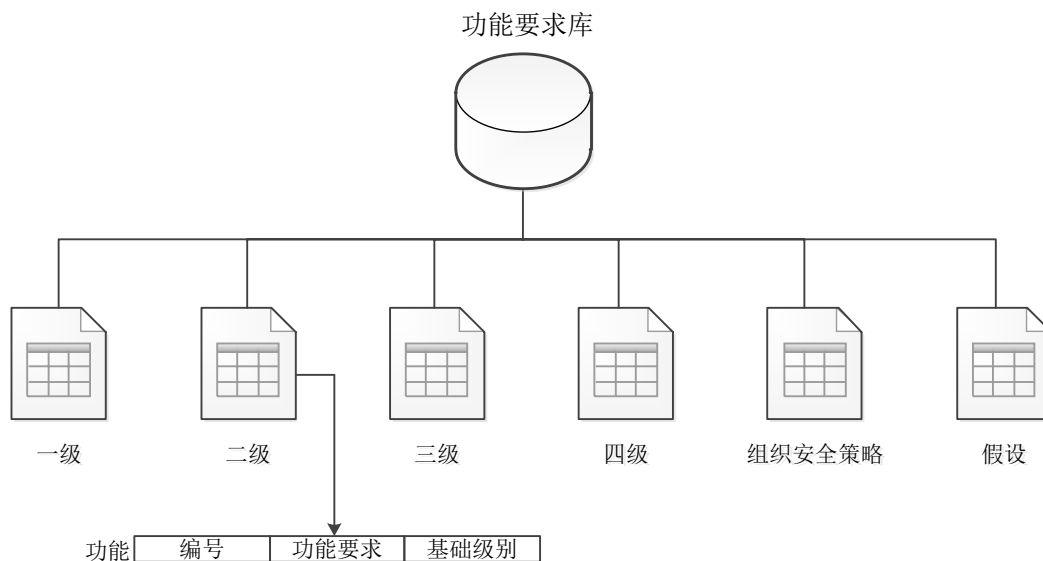 功能要求库
一级 二级 三级 四级 组织安全策略 假设
功能 编号 功能要求 基础级别